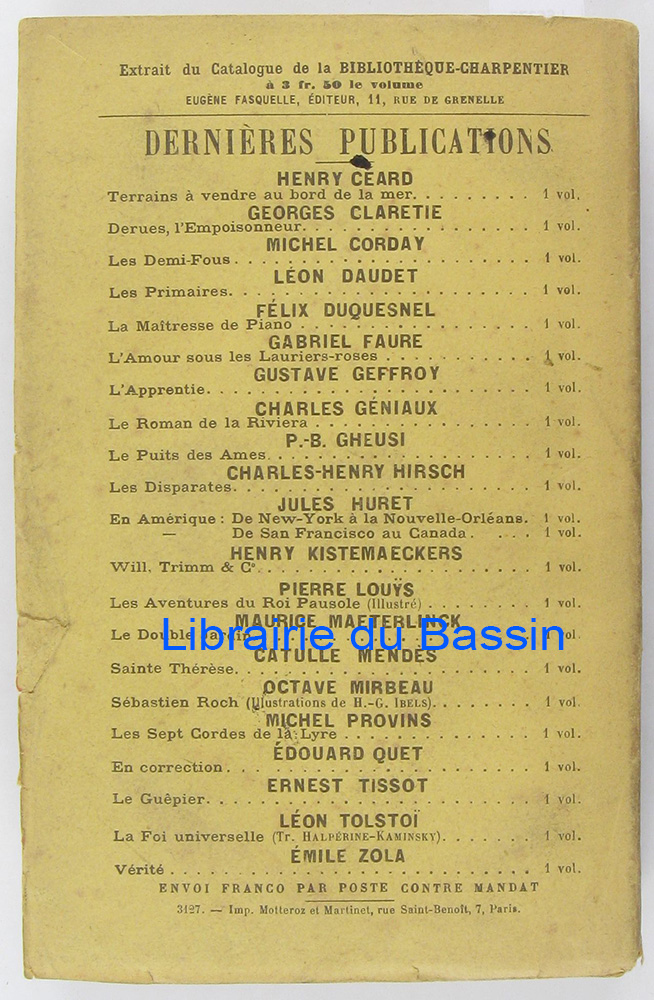 Extrait du Catalogue de la BIBLIOTHÈQUE-CHARPENTIER
à 3 fr. 50 le volume
EUGÈNE FASQUELLE, ÉDITEUR, 11, RUE DE GRENELLE
DERNIÈRES PUBLICATIONS
HENRY CÉARD
Terrains à vendre au bord de la mer. . . . . . . . . 1 vol.
GEORGES CLARETIE
Derues, l'Empoisonneur. . . . . . . . . . . . . . . . 1 vol.
MICHEL CORDAY
Les Demi-Fous . . . . . . . . . . . . . . . . . . . . 1 vol.
LÉON DAUDET
Les Primaires. . . . . . . . . . . . . . . . . . . . 1 vol.
FÉLIX DUQUESNEL
La Maîtresse de Piano . . . . . . . . . . . . . . . . 1 vol.
GABRIEL FAURE
L'Amour sous les Lauriers-roses . . . . . . . . . . . 1 vol.
GUSTAVE GEFFROY
L'Apprentie. . . . . . . . . . . . . . . . . . . . . 1 vol.
CHARLES GÉNIAUX
Le Roman de la Riviera . . . . . . . . . . . . . . . 1 vol.
P.-B. GHEUSI
Le Puits des Ames. . . . . . . . . . . . . . . . . . 1 vol.
CHARLES-HENRY HIRSCH
Les Disparates. . . . . . . . . . . . . . . . . . . . 1 vol.
JULES HURET
En Amérique : De New-York à la Nouvelle-Orléans. 1 vol.
— De San Francisco au Canada . . . . 1 vol.
HENRY KISTEMAECKERS
Will, Trimm & Cº. . . . . . . . . . . . . . . . . . . 1 vol.
PIERRE LOUŸS
Les Aventures du Roi Pausole (Illustré) . . . . . . . 1 vol.
MAURICE MAETERLINCK
Le Double Jardin . . . . . . . . . . . . . . . . . . 1 vol.
Librairie du Bassin
CATULLE MENDÈS
Sainte Thérèse. . . . . . . . . . . . . . . . . . . . 1 vol.
OCTAVE MIRBEAU
Sébastien Roch (Illustrations de H.-G. IBELS). . . . . . . 1 vol.
MICHEL PROVINS
Les Sept Cordes de la Lyre . . . . . . . . . . . . . 1 vol.
ÉDOUARD QUET
En correction . . . . . . . . . . . . . . . . . . . . 1 vol.
ERNEST TISSOT
Le Guêpier. . . . . . . . . . . . . . . . . . . . . . 1 vol.
LÉON TOLSTOÏ
La Foi universelle (Tr. HALPÉRINE-KAMINSKY). . . . . . 1 vol.
ÉMILE ZOLA
Vérité . . . . . . . . . . . . . . . . . . . . . . . 1 vol.
ENVOI FRANCO PAR POSTE CONTRE MANDAT
3127. — Imp. Motteroz et Martinet, rue Saint-Benoît, 7, Paris.